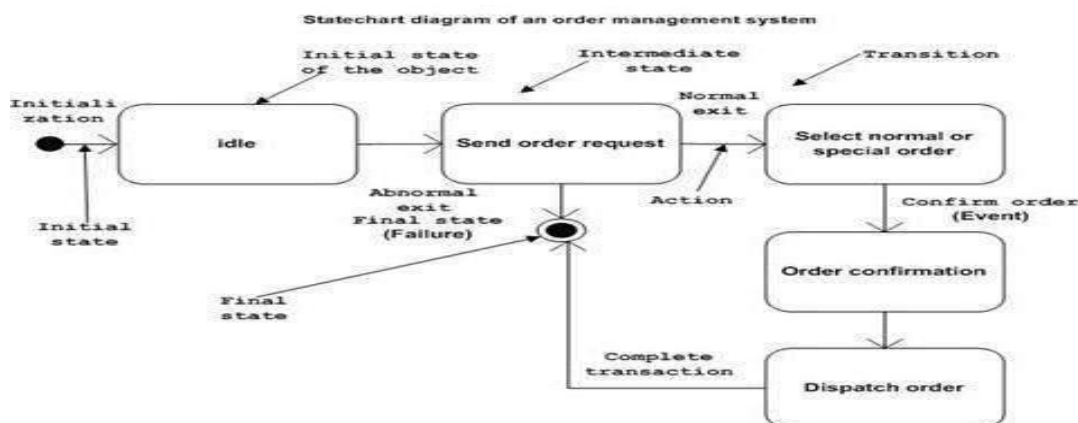 Statechart diagram of an order management system
Initial state
of the object
Intermediate
state
Transition
Initiali
zation
Normal
exit
idle
Send order request
Select normal or
special order
Initial
state
Abnormal
exit
Final state
(Failure)
Action
Confirm order
(Event)
Order confirmation
Final
state
Complete
transaction
Dispatch order